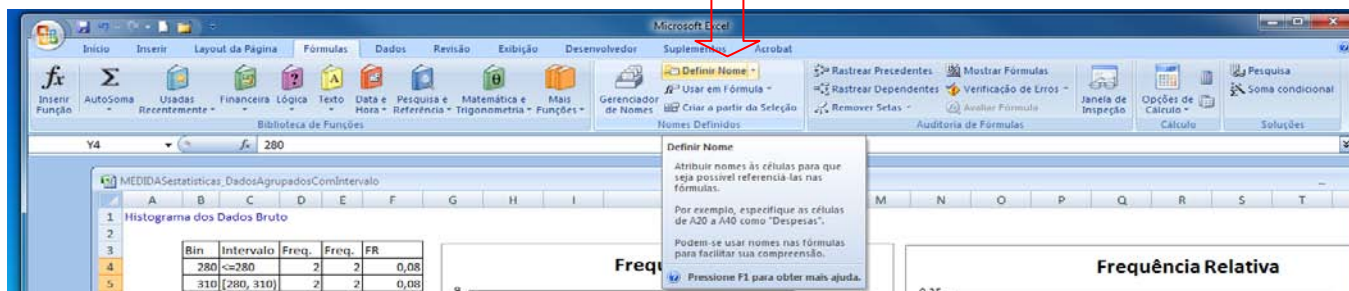 Microsoft Excel
Início Inserir Layout da Página Fórmulas Dados Revisão Exibição Desenvolvedor Suplementos Acrobat
fx Inserir Função
Σ AutoSoma
Usadas Recentemente
Financeira
Lógica
Texto
Data e Hora
Pesquisa e Referência
Matemática e Trigonometria
Mais Funções
Biblioteca de Funções
Gerenciador de Nomes
Definir Nome
Usar em Fórmula
Criar a partir da Seleção
Nomes Definidos
Rastrear Precedentes
Rastrear Dependentes
Remover Setas
Mostrar Fórmulas
Verificação de Erros
Avaliar Fórmula
Janela de Inspeção
Auditoria de Fórmulas
Opções de Cálculo
Cálculo
Pesquisa
Soma condicional
Soluções
Y4 fx 280
Definir Nome
Atribuir nomes às células para que
seja possível referenciá-las nas
fórmulas.
Por exemplo, especifique as células
de A20 a A40 como "Despesas".
Podem-se usar nomes nas fórmulas
para facilitar sua compreensão.
Pressione F1 para obter mais ajuda.
MEDIDASestatisticas_DadosAgrupadosComIntervalo
A B C D E F G H I M N O P Q R S T
1 Histograma dos Dados Bruto
2
3 Bin Intervalo Freq. Freq. FR
4 280 <=280 2 2 0,08
5 310 [280, 310) 2 2 0,08
Frequência Relativa